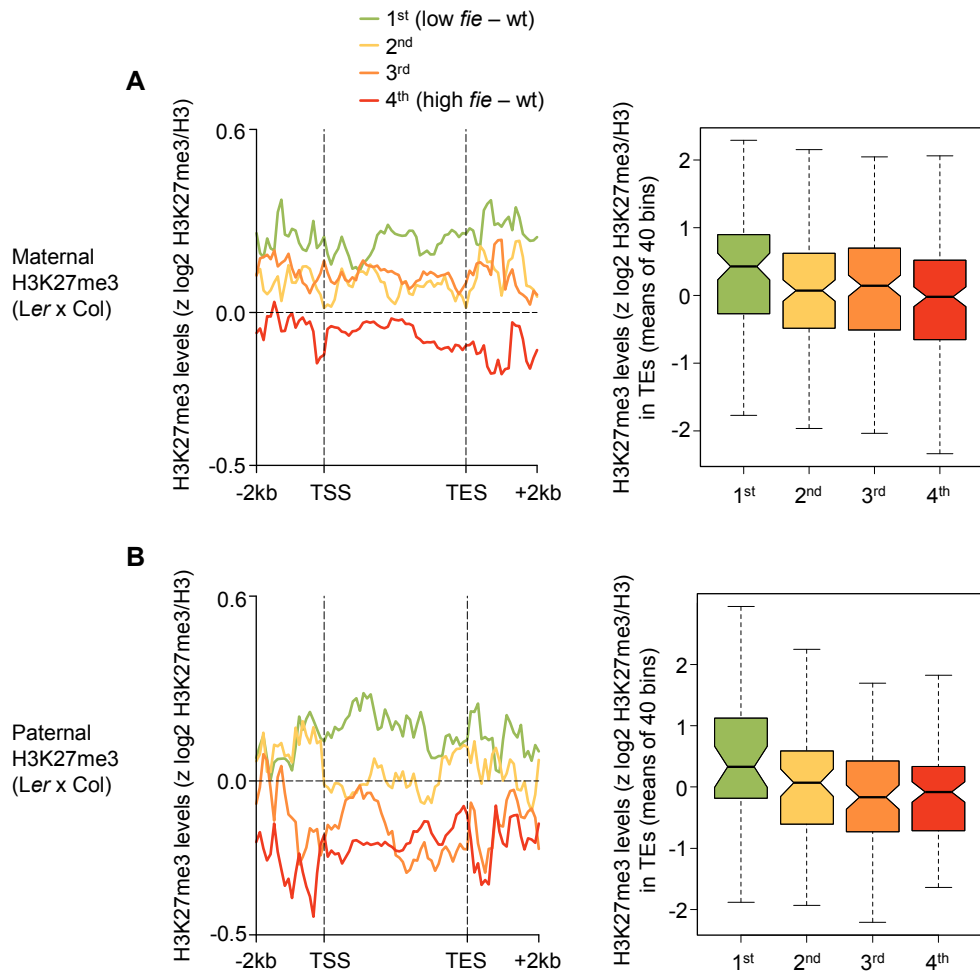 1st (low fie – wt)
2nd
3rd
4th (high fie – wt)
A
Maternal
H3K27me3
(Ler x Col)
H3K27me3 levels (z log2 H3K27me3/H3)
0.6
0.0
-0.5
-2kb TSS TES +2kb
H3K27me3 levels (z log2 H3K27me3/H3)
in TEs (means of 40 bins)
2
1
0
-1
-2
1st 2nd 3rd 4th
B
Paternal
H3K27me3
(Ler x Col)
H3K27me3 levels (z log2 H3K27me3/H3)
0.6
0.0
-0.5
-2kb TSS TES +2kb
H3K27me3 levels (z log2 H3K27me3/H3)
in TEs (means of 40 bins)
2
1
0
-1
-2
1st 2nd 3rd 4th